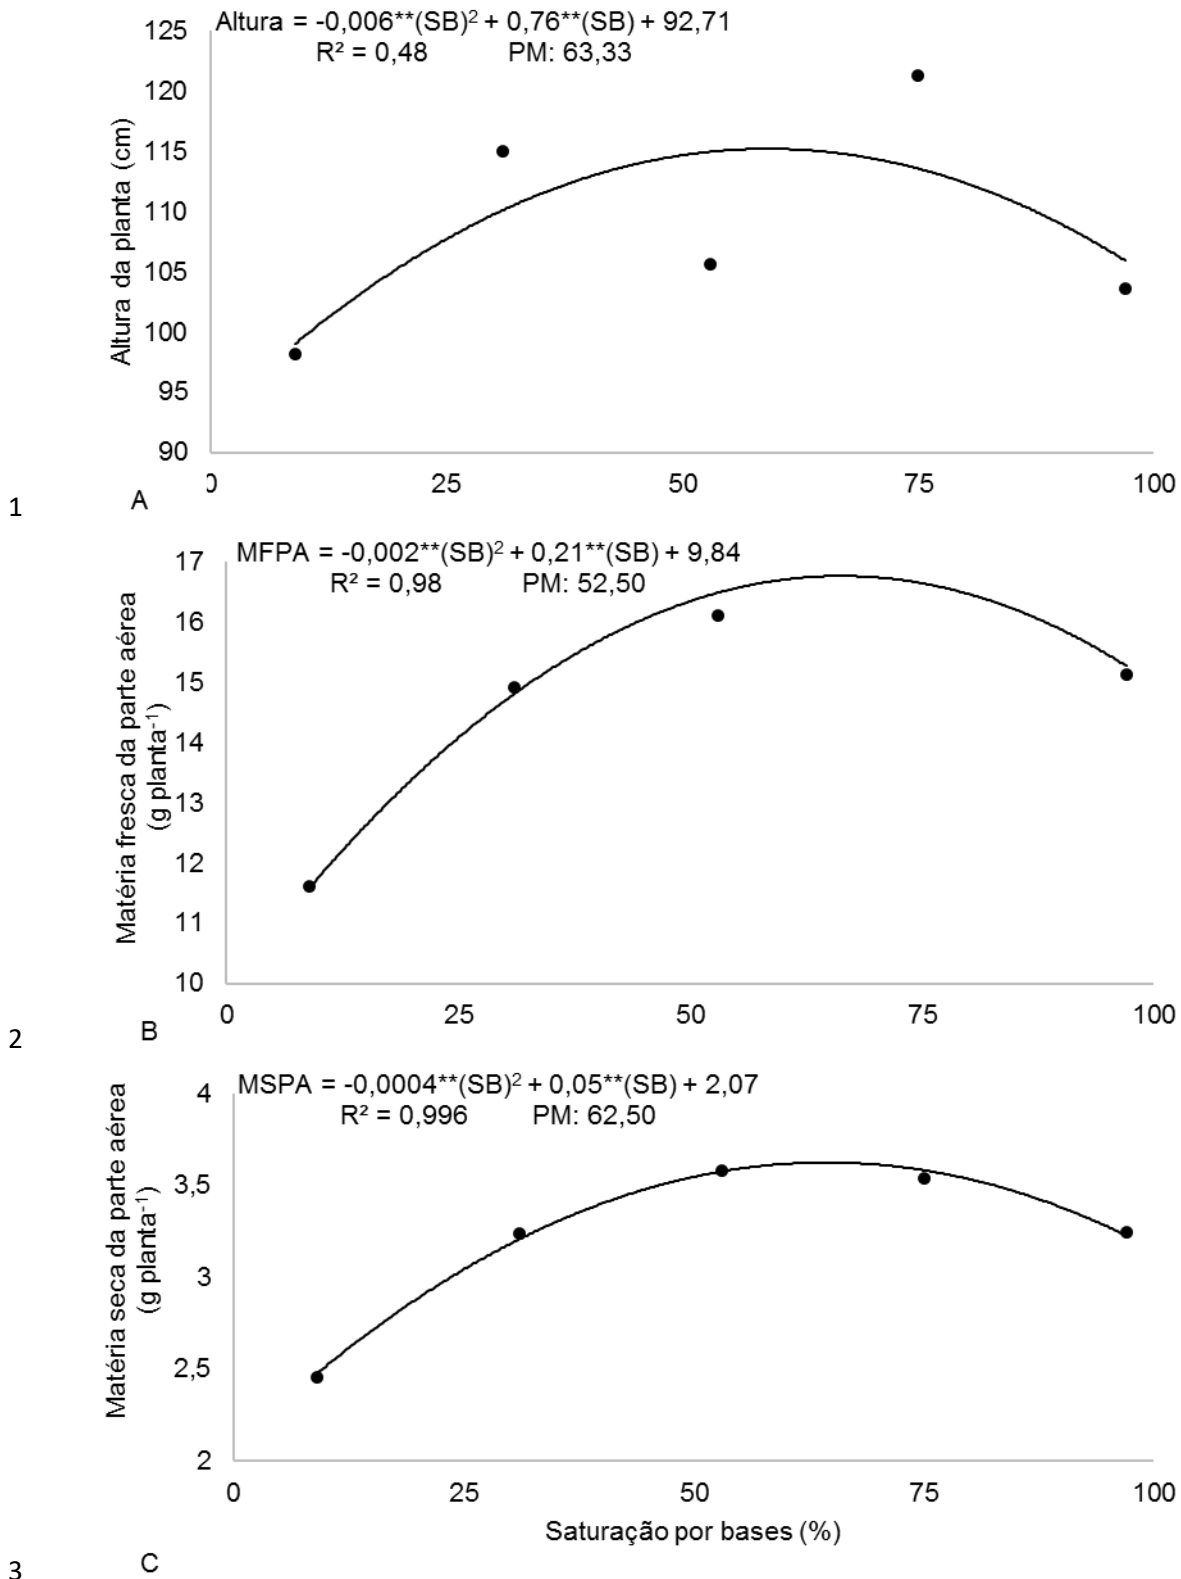 Altura = -0,006**(SB)² + 0,76**(SB) + 92,71
R² = 0,48 PM: 63,33
Altura da planta (cm)
125
120
115
110
105
100
95
90
0 25 50 75 100
1 A
MFPA = -0,002**(SB)² + 0,21**(SB) + 9,84
R² = 0,98 PM: 52,50
Matéria fresca da parte aérea
(g planta⁻¹)
17
16
15
14
13
12
11
10
0 25 50 75 100
2 B
MSPA = -0,0004**(SB)² + 0,05**(SB) + 2,07
R² = 0,996 PM: 62,50
Matéria seca da parte aérea
(g planta⁻¹)
4
3,5
3
2,5
2
0 25 50 75 100
Saturação por bases (%)
3 C